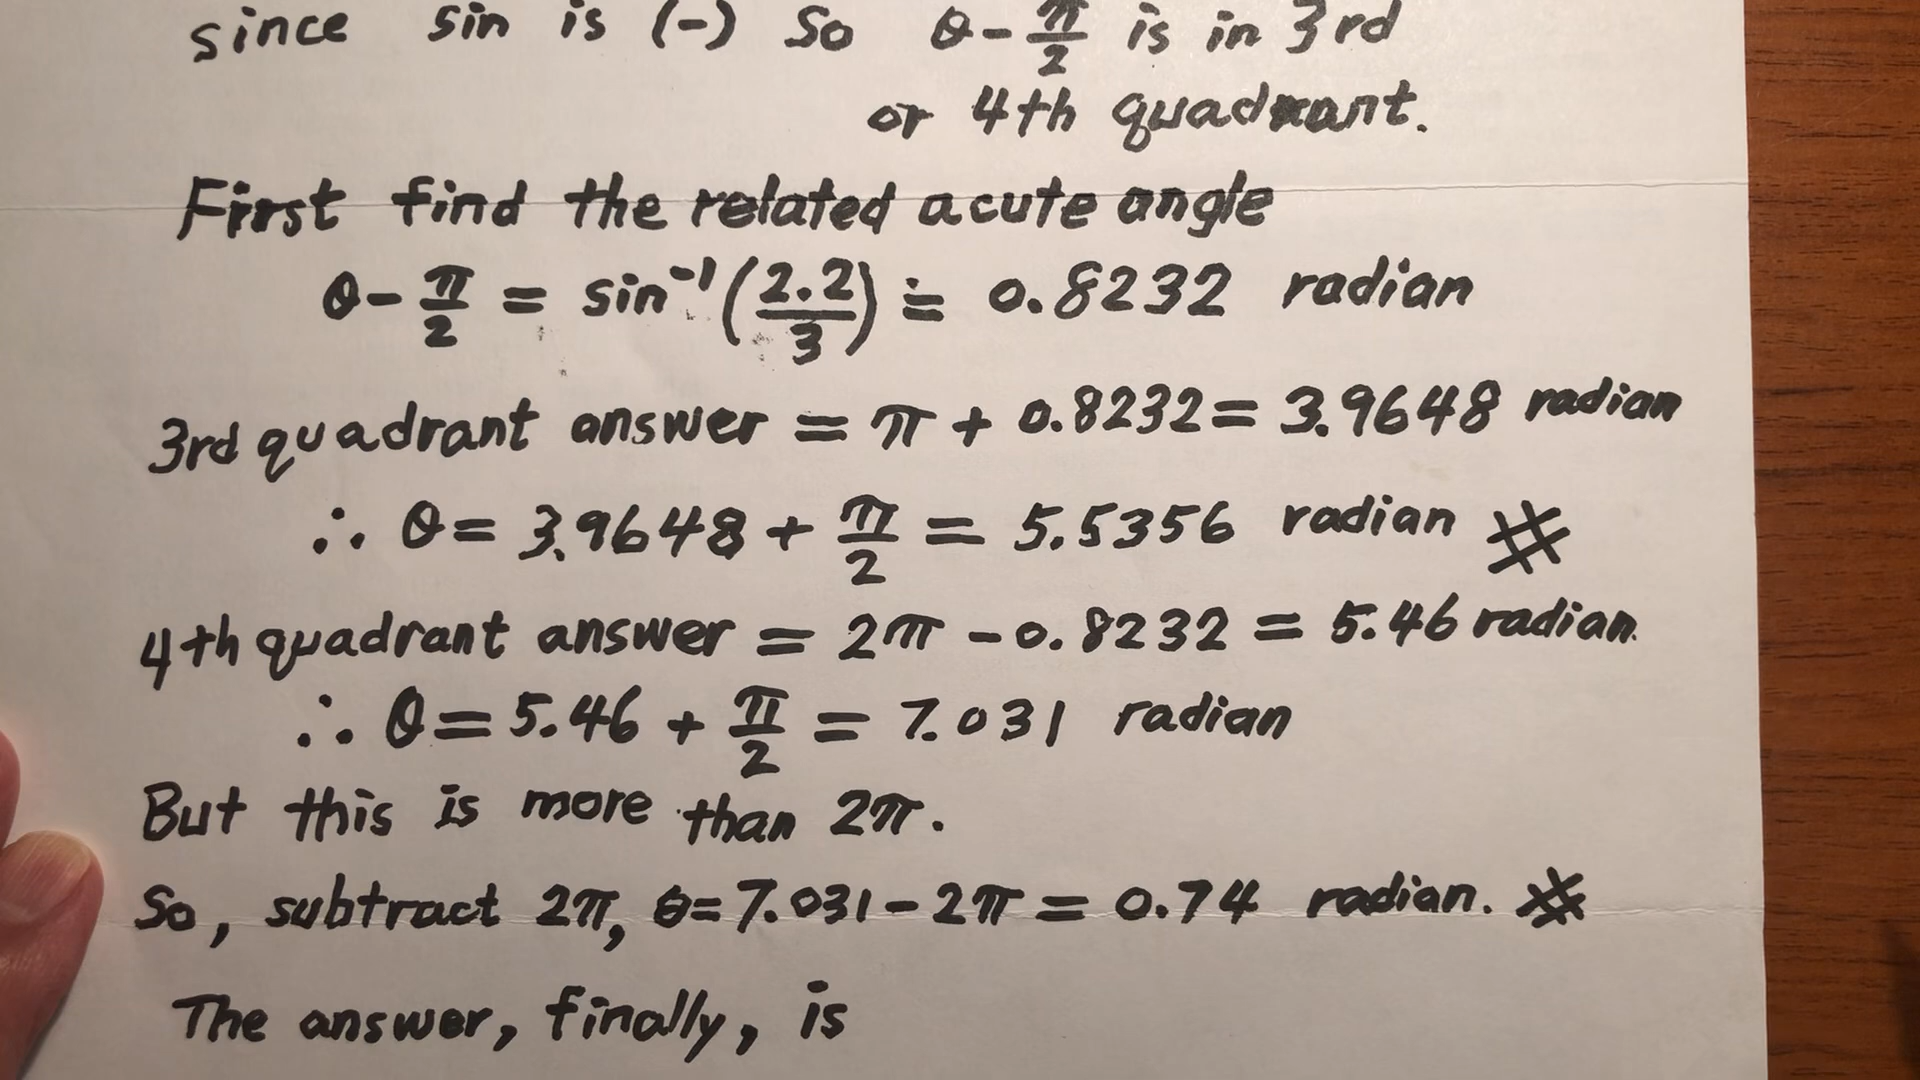 since sin is (-) So θ - π/2 is in 3rd
or 4th quadrant.
First find the related acute angle
θ - π/2 = sin⁻¹(2.2/3) ≐ 0.8232 radian
3rd quadrant answer = π + 0.8232 = 3.9648 radian
∴ θ = 3.9648 + π/2 = 5.5356 radian ※
4th quadrant answer = 2π - 0.8232 = 5.46 radian.
∴ θ = 5.46 + π/2 = 7.031 radian
But this is more than 2π.
So, subtract 2π, θ = 7.031 - 2π = 0.74 radian. ※
The answer, finally, is